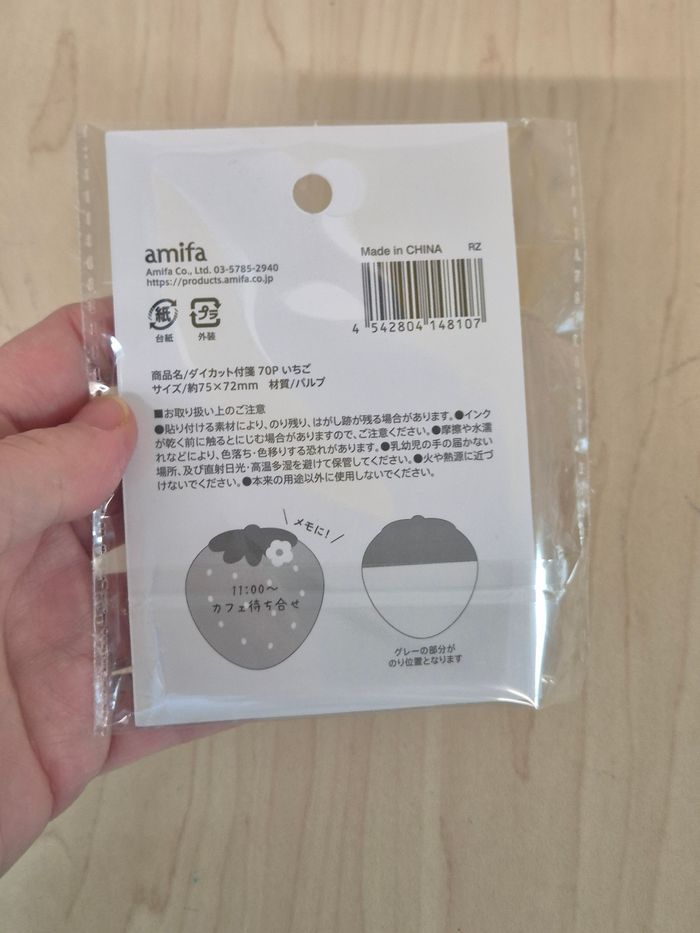 amifa
Amifa Co., Ltd. 03-5785-2940
https://products.amifa.co.jp
Made in CHINA RZ
4 542804 148107
紙 プラ
台紙 外装
商品名/ダイカット付箋 70P いちご
サイズ/約75×72mm 材質/パルプ
■お取り扱い上のご注意
●貼り付ける素材により、のり残り、はがし跡が残る場合があります。●インク
が乾く前に触るとにじむ場合がありますので、ご注意ください。●摩擦や水濡
れなどにより、色落ち・色移りする恐れがあります。●乳幼児の手の届かない
場所、及び直射日光・高温多湿を避けて保管してください。●火や熱源に近づ
けないでください。●本来の用途以外に使用しないでください。
メモに!
11:00〜
カフェ待ち合せ
グレーの部分が
のり位置となります